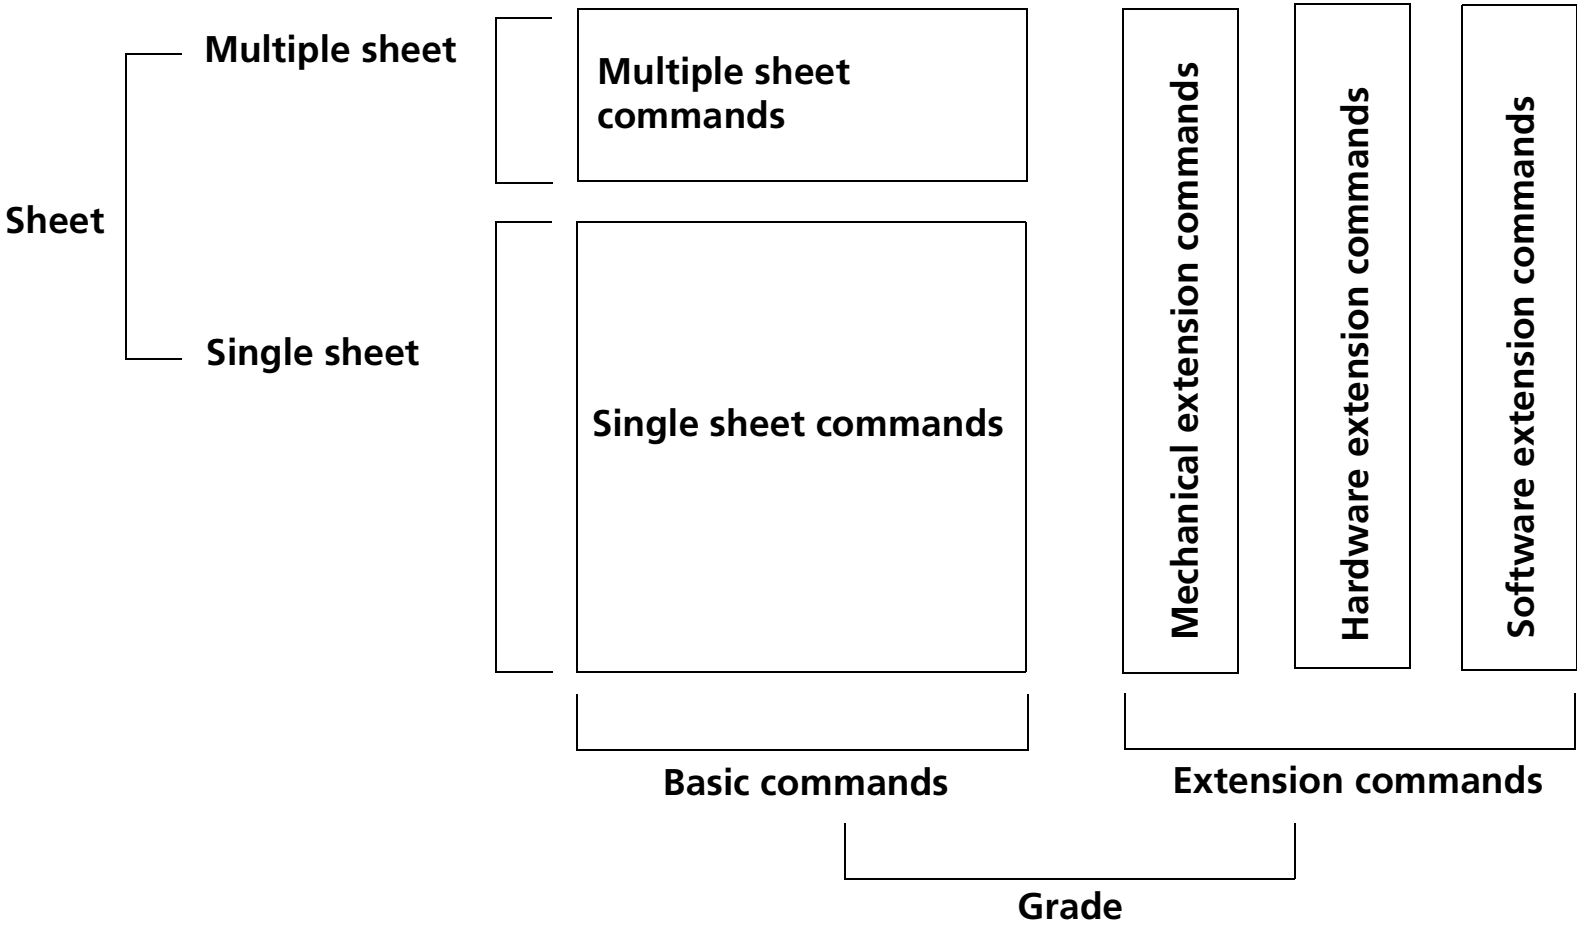 Multiple sheet
Multiple sheet
commands
Sheet
Single sheet
Single sheet commands
Mechanical extension commands
Hardware extension commands
Software extension commands
Basic commands
Extension commands
Grade